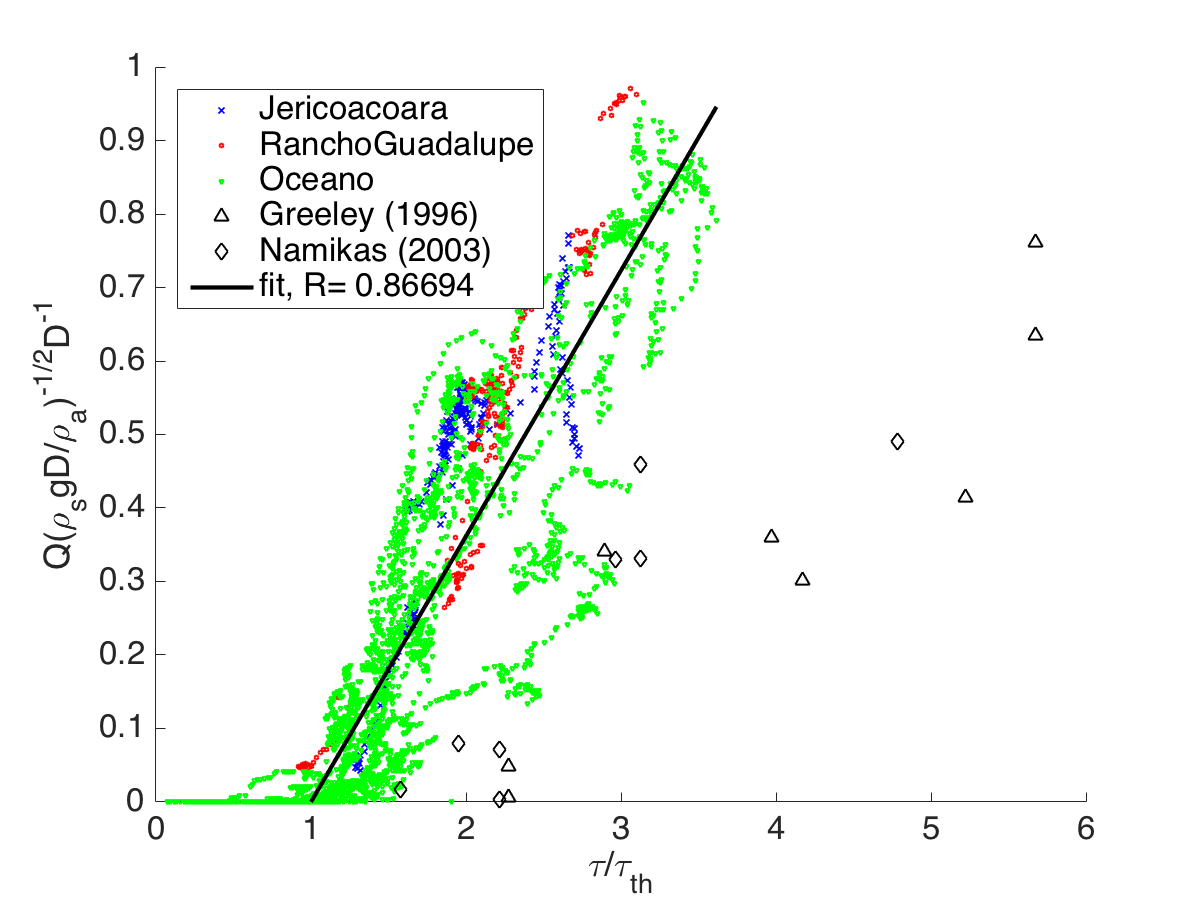 1
0.9
0.8
0.7
0.6
0.5
0.4
0.3
0.2
0.1
0
Q(ρsgD/ρa)-1/2D-1
Jericoacoara
RanchoGuadalupe
Oceano
Greeley (1996)
Namikas (2003)
fit, R= 0.86694
0 1 2 3 4 5 6
τ/τth